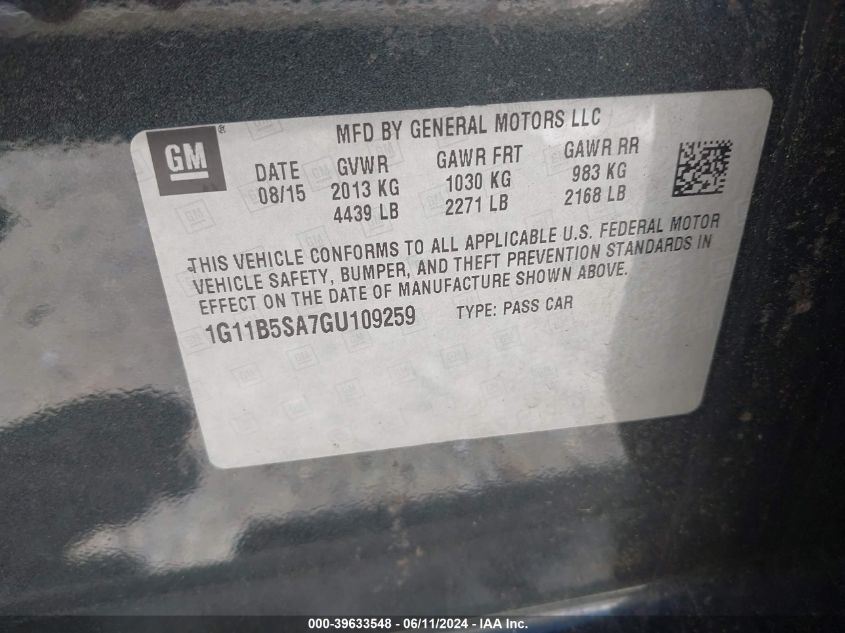 GM ®
MFD BY GENERAL MOTORS LLC
DATE GVWR GAWR FRT GAWR RR
08/15 2013 KG 1030 KG 983 KG
4439 LB 2271 LB 2168 LB
THIS VEHICLE CONFORMS TO ALL APPLICABLE U.S. FEDERAL MOTOR
VEHICLE SAFETY, BUMPER, AND THEFT PREVENTION STANDARDS IN
EFFECT ON THE DATE OF MANUFACTURE SHOWN ABOVE.
1G11B5SA7GU109259 TYPE: PASS CAR
000-39633548 - 06/11/2024 - IAA Inc.